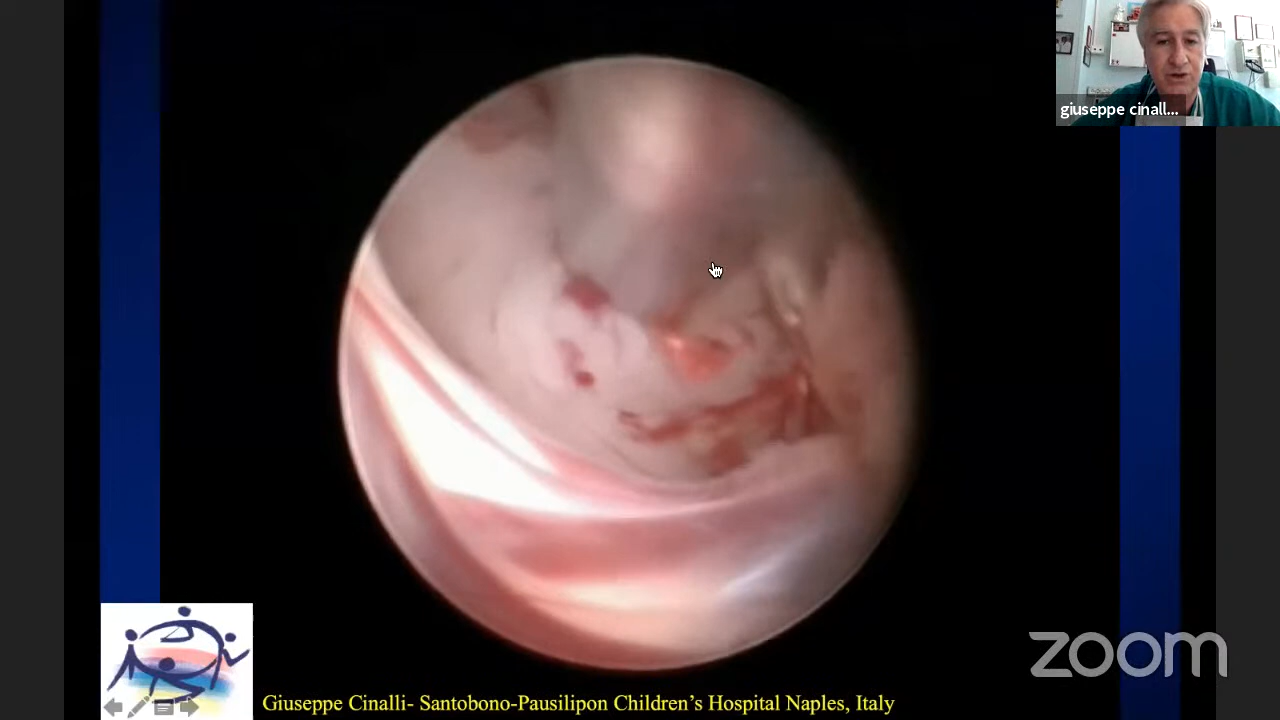 giuseppe cinall...
zoom
Giuseppe Cinalli- Santobono-Pausilipon Children’s Hospital Naples, Italy